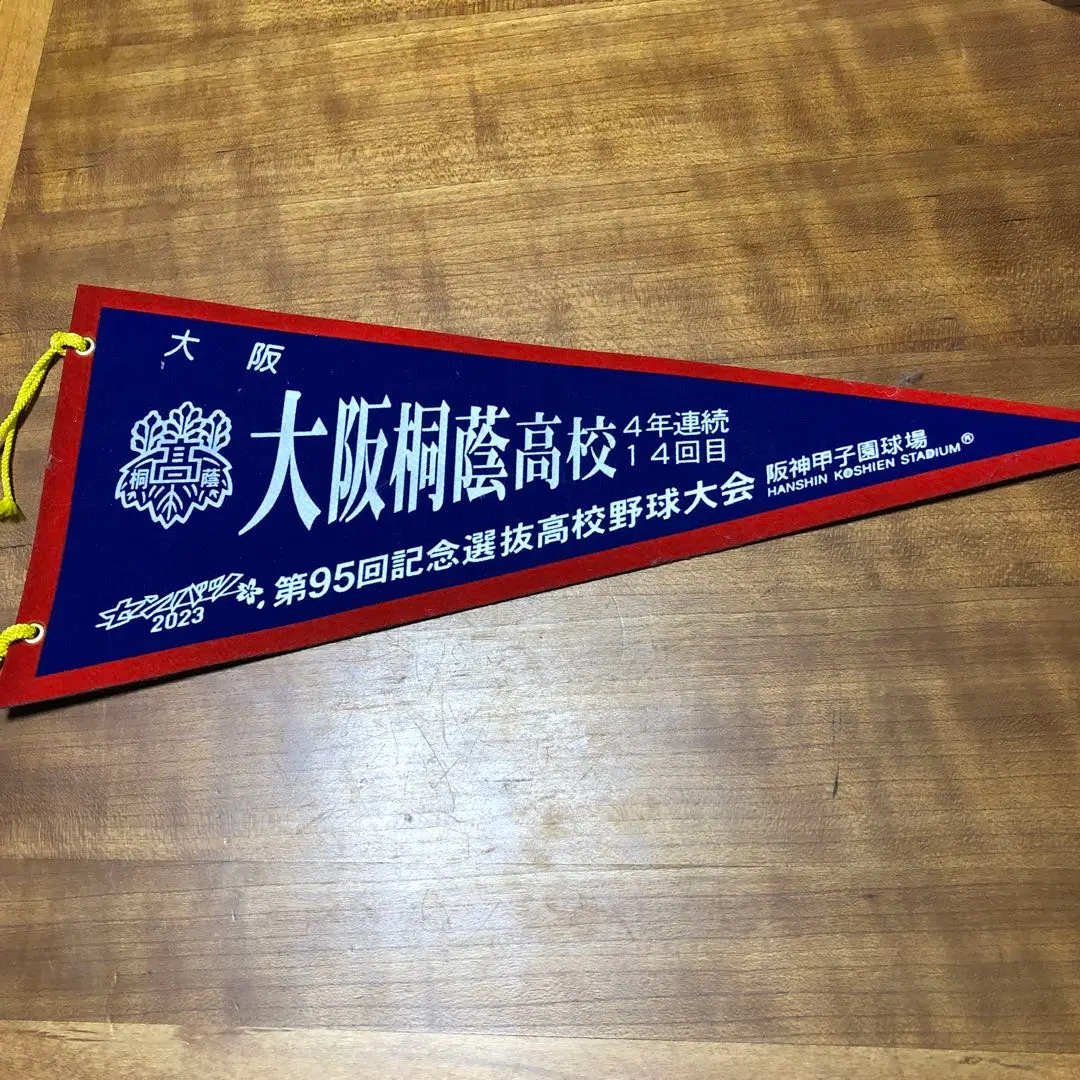 大阪
桐高蔭
大阪桐蔭高校
4年連続
14回目
センバツ
2023
第95回記念選抜高校野球大会
阪神甲子園球場
HANSHIN KOSHIEN STADIUM®